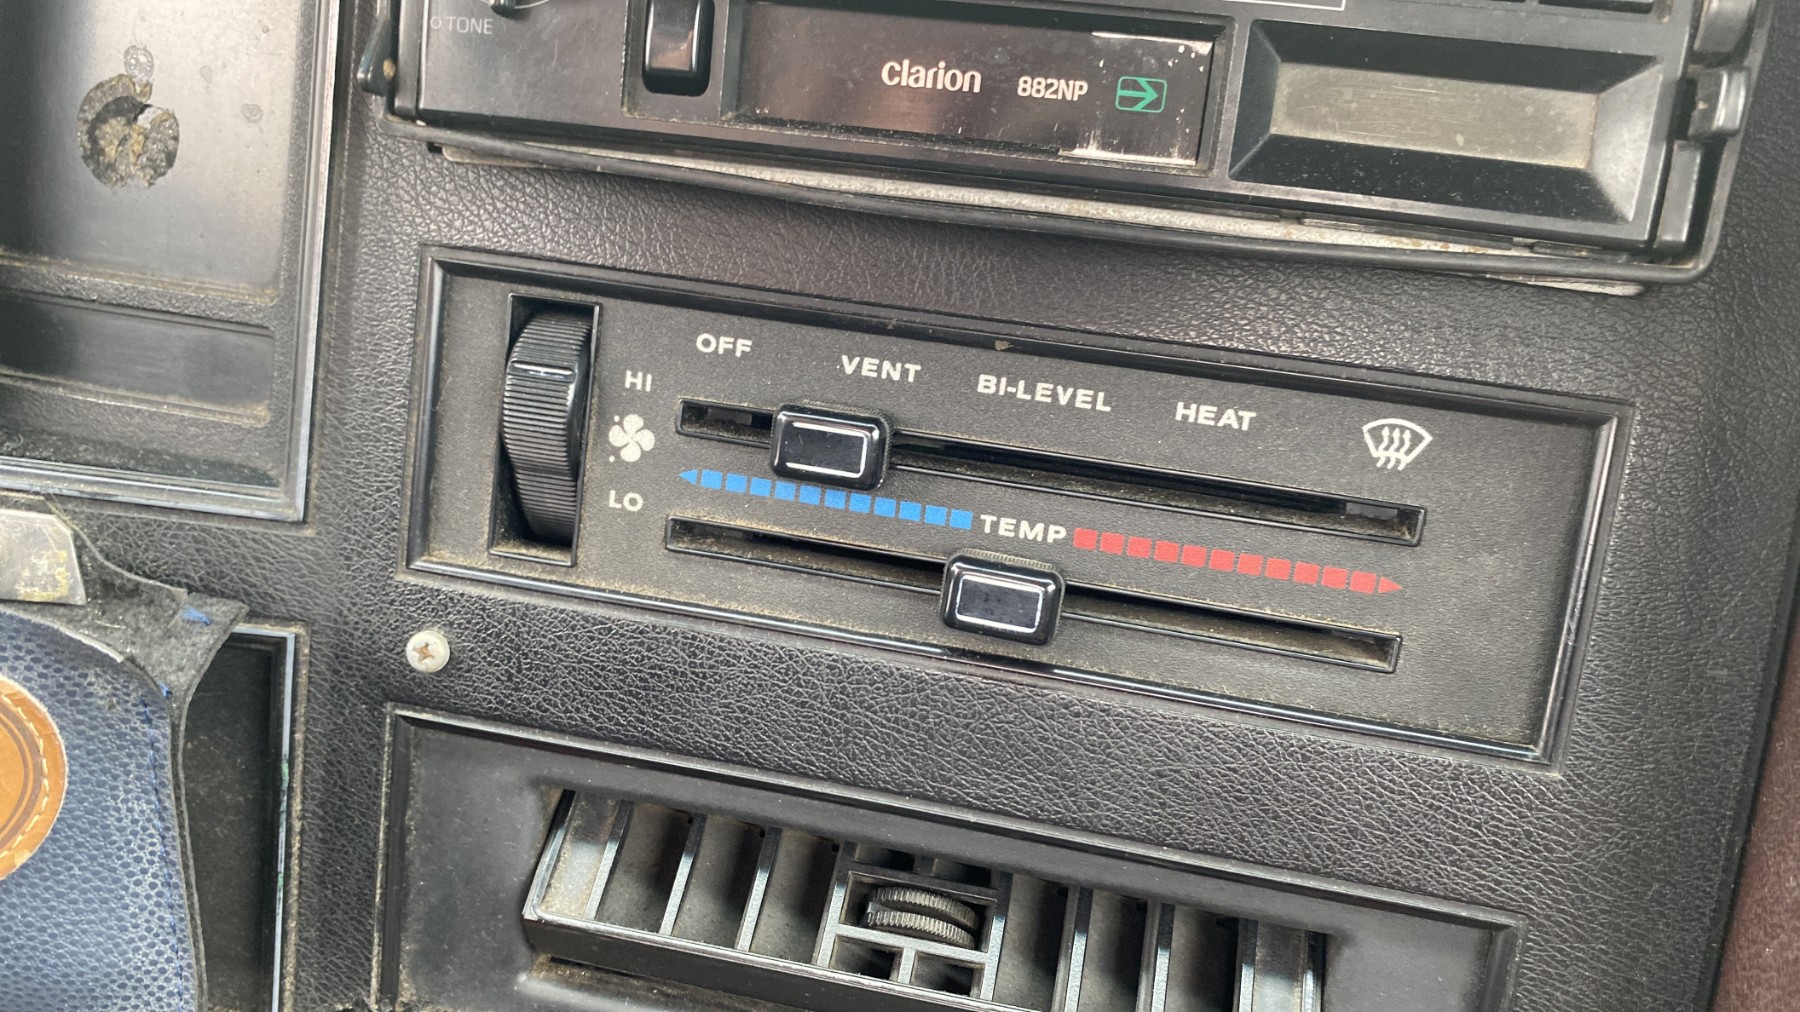 O TONE
Clarion 882NP
OFF VENT BI-LEVEL HEAT
HI
LO
TEMP